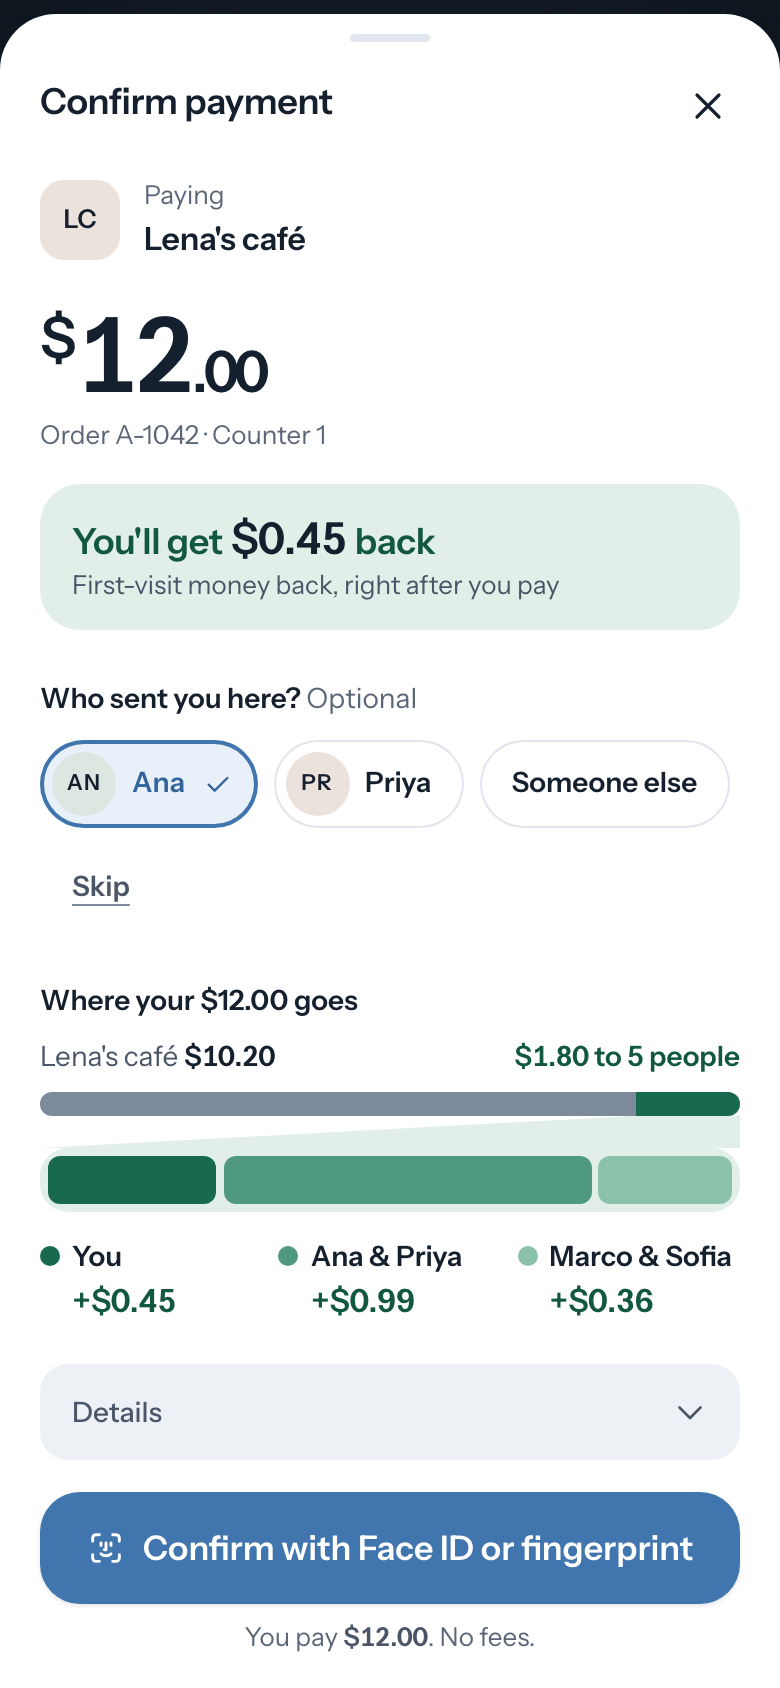 Confirm payment
LC
Paying
Lena's café
$12.00
Order A-1042 · Counter 1
You'll get $0.45 back
First-visit money back, right after you pay
Who sent you here? Optional
AN Ana
PR Priya
Someone else
Skip
Where your $12.00 goes
Lena's café $10.20
$1.80 to 5 people
You
+$0.45
Ana & Priya
+$0.99
Marco & Sofia
+$0.36
Details
Confirm with Face ID or fingerprint
You pay $12.00. No fees.